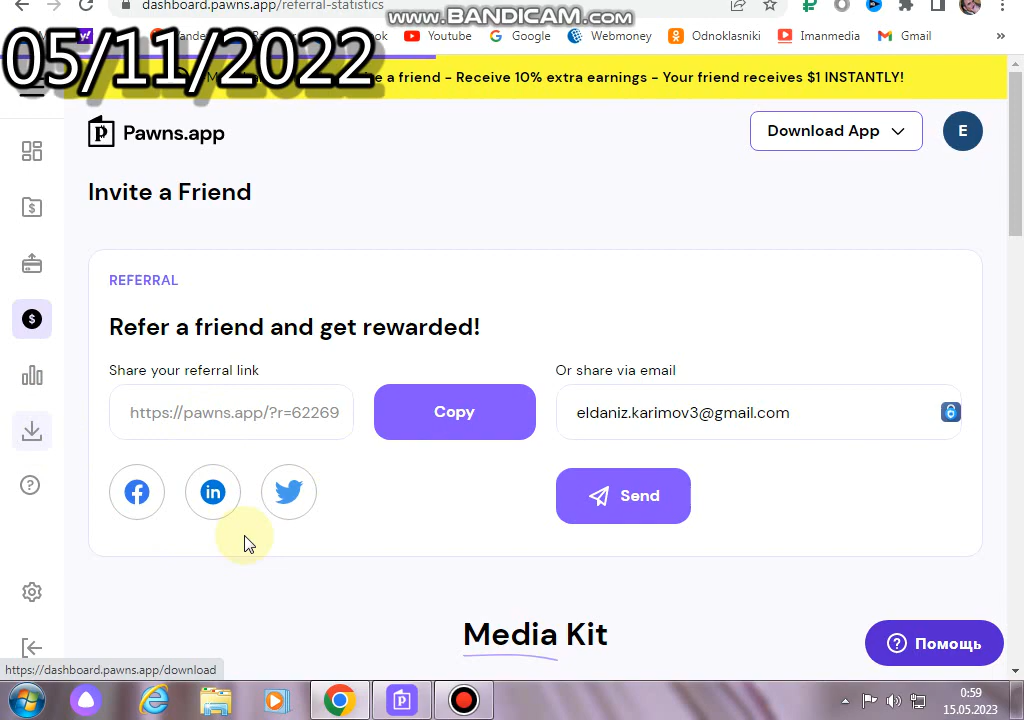 dashboard.pawns.app/referral-statistics
www.BANDICAM.com
05/11/2022
Youtube
Google
Webmoney
Odnoklasniki
Imanmedia
Gmail
»
e a friend - Receive 10% extra earnings - Your friend receives $1 INSTANTLY!
Pawns.app
Download App
E
Invite a Friend
REFERRAL
Refer a friend and get rewarded!
Share your referral link
Or share via email
https://pawns.app/?r=62269
Copy
eldaniz.karimov3@gmail.com
Send
Media Kit
Помощь
https://dashboard.pawns.app/download
0:59
15.05.2023